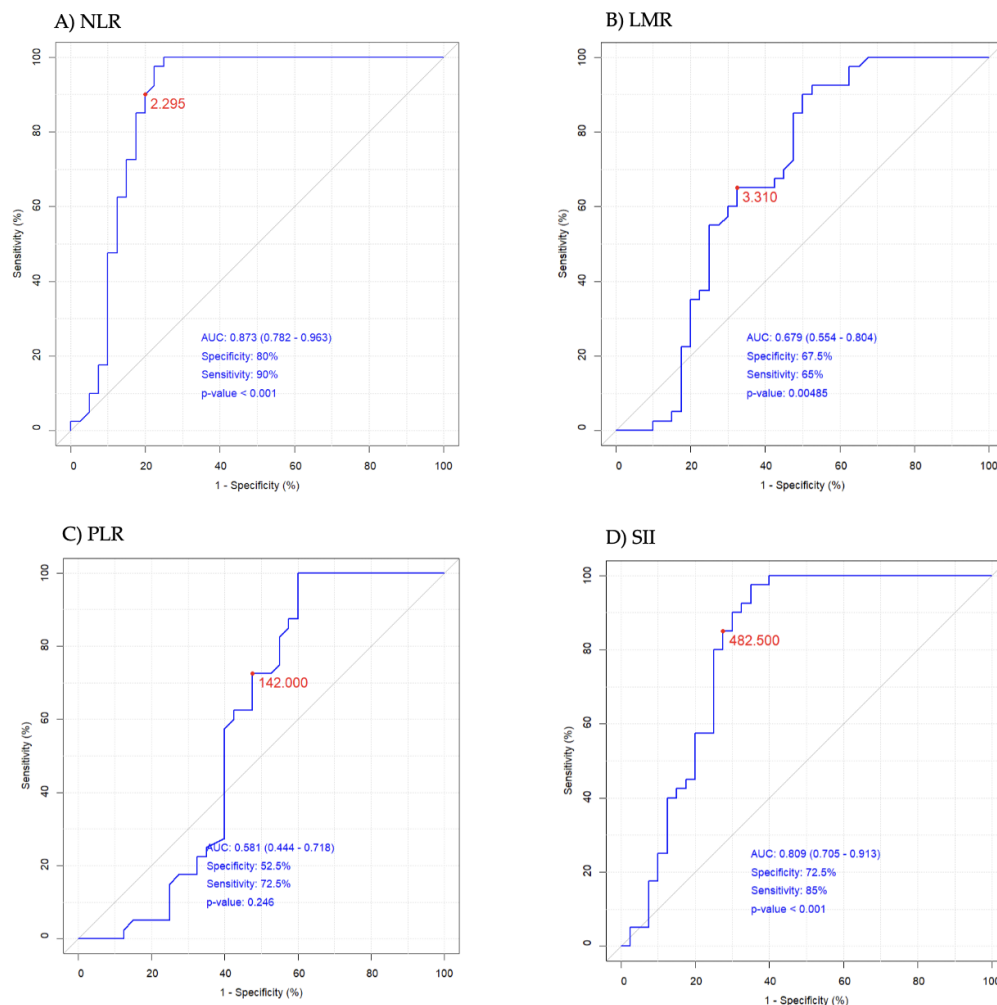 A) NLR
100
80
60
40
20
0
Sensitivity (%)
2.295
AUC: 0.873 (0.782 - 0.963)
Specificity: 80%
Sensitivity: 90%
p-value < 0.001
0 20 40 60 80 100
1 - Specificity (%)
B) LMR
100
80
60
40
20
0
Sensitivity (%)
3.310
AUC: 0.679 (0.554 - 0.804)
Specificity: 67.5%
Sensitivity: 65%
p-value: 0.00485
0 20 40 60 80 100
1 - Specificity (%)
C) PLR
100
80
60
40
20
0
Sensitivity (%)
142.000
AUC: 0.581 (0.444 - 0.718)
Specificity: 52.5%
Sensitivity: 72.5%
p-value: 0.246
0 20 40 60 80 100
1 - Specificity (%)
D) SII
100
80
60
40
20
0
Sensitivity (%)
482.500
AUC: 0.809 (0.705 - 0.913)
Specificity: 72.5%
Sensitivity: 85%
p-value < 0.001
0 20 40 60 80 100
1 - Specificity (%)